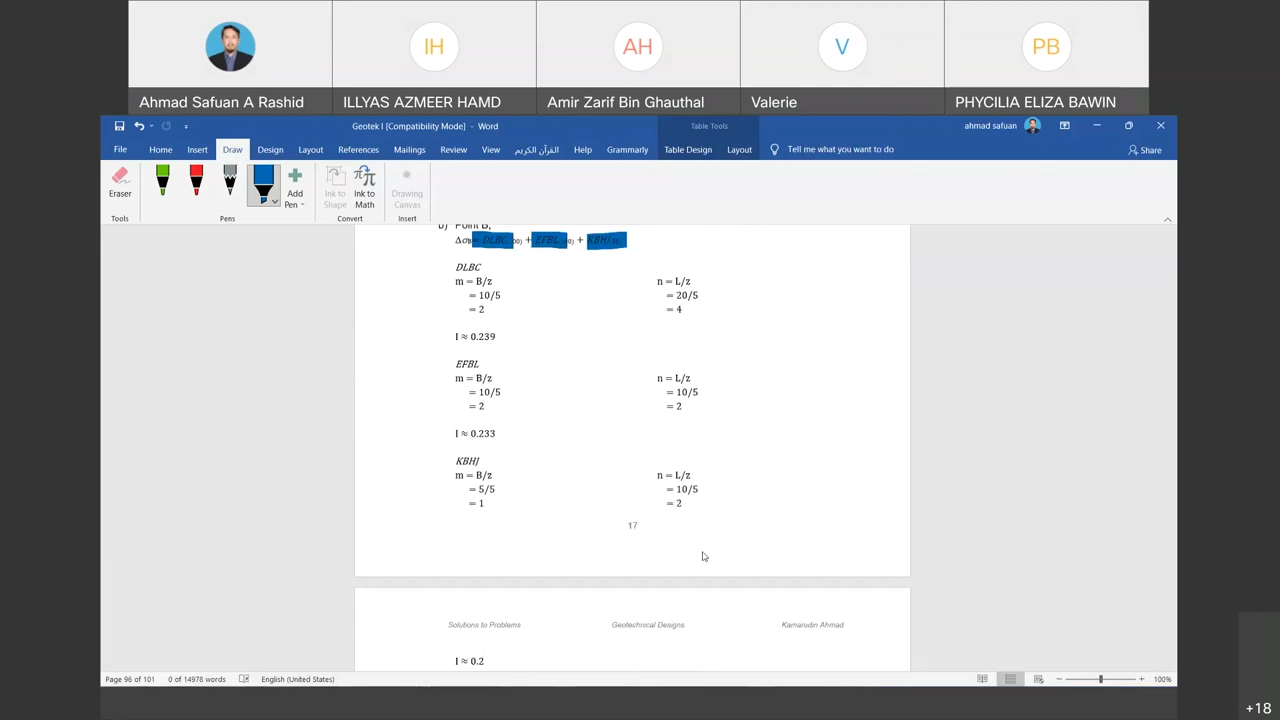 IH
AH
V
PB
Ahmad Safuan A Rashid
ILLYAS AZMEER HAMD
Amir Zarif Bin Ghauthal
Valerie
PHYCILIA ELIZA BAWIN
Geotek I [Compatibility Mode] - Word
Table Tools
ahmad safuan
File
Home
Insert
Draw
Design
Layout
References
Mailings
Review
View
القرآن الكريم
Help
Grammarly
Table Design
Layout
Tell me what you want to do
Share
Eraser
Add Pen
Ink to Shape
Ink to Math
Drawing Canvas
Tools
Pens
Convert
Insert
b) Point B,
ΔσB = DLBC + EFBL + KBHJ
DLBC
m = B/z n = L/z
= 10/5 = 20/5
= 2 = 4
I ≈ 0.239
EFBL
m = B/z n = L/z
= 10/5 = 10/5
= 2 = 2
I ≈ 0.233
KBHJ
m = B/z n = L/z
= 5/5 = 10/5
= 1 = 2
17
Solutions to Problems Geotechnical Designs Kamarudin Ahmad
I ≈ 0.2
Page 96 of 101 0 of 14978 words English (United States) 100%
+18